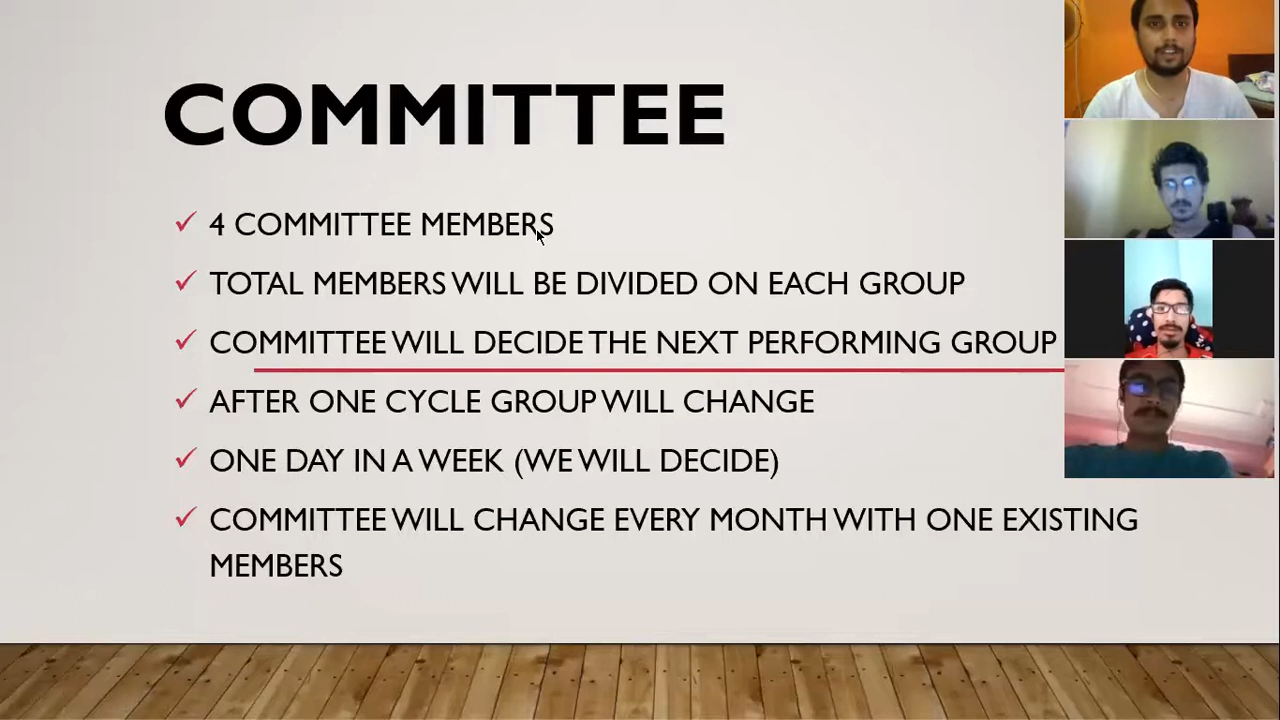 COMMITTEE
4 COMMITTEE MEMBERS
TOTAL MEMBERS WILL BE DIVIDED ON EACH GROUP
COMMITTEE WILL DECIDE THE NEXT PERFORMING GROUP
AFTER ONE CYCLE GROUP WILL CHANGE
ONE DAY IN A WEEK (WE WILL DECIDE)
COMMITTEE WILL CHANGE EVERY MONTH WITH ONE EXISTING
MEMBERS